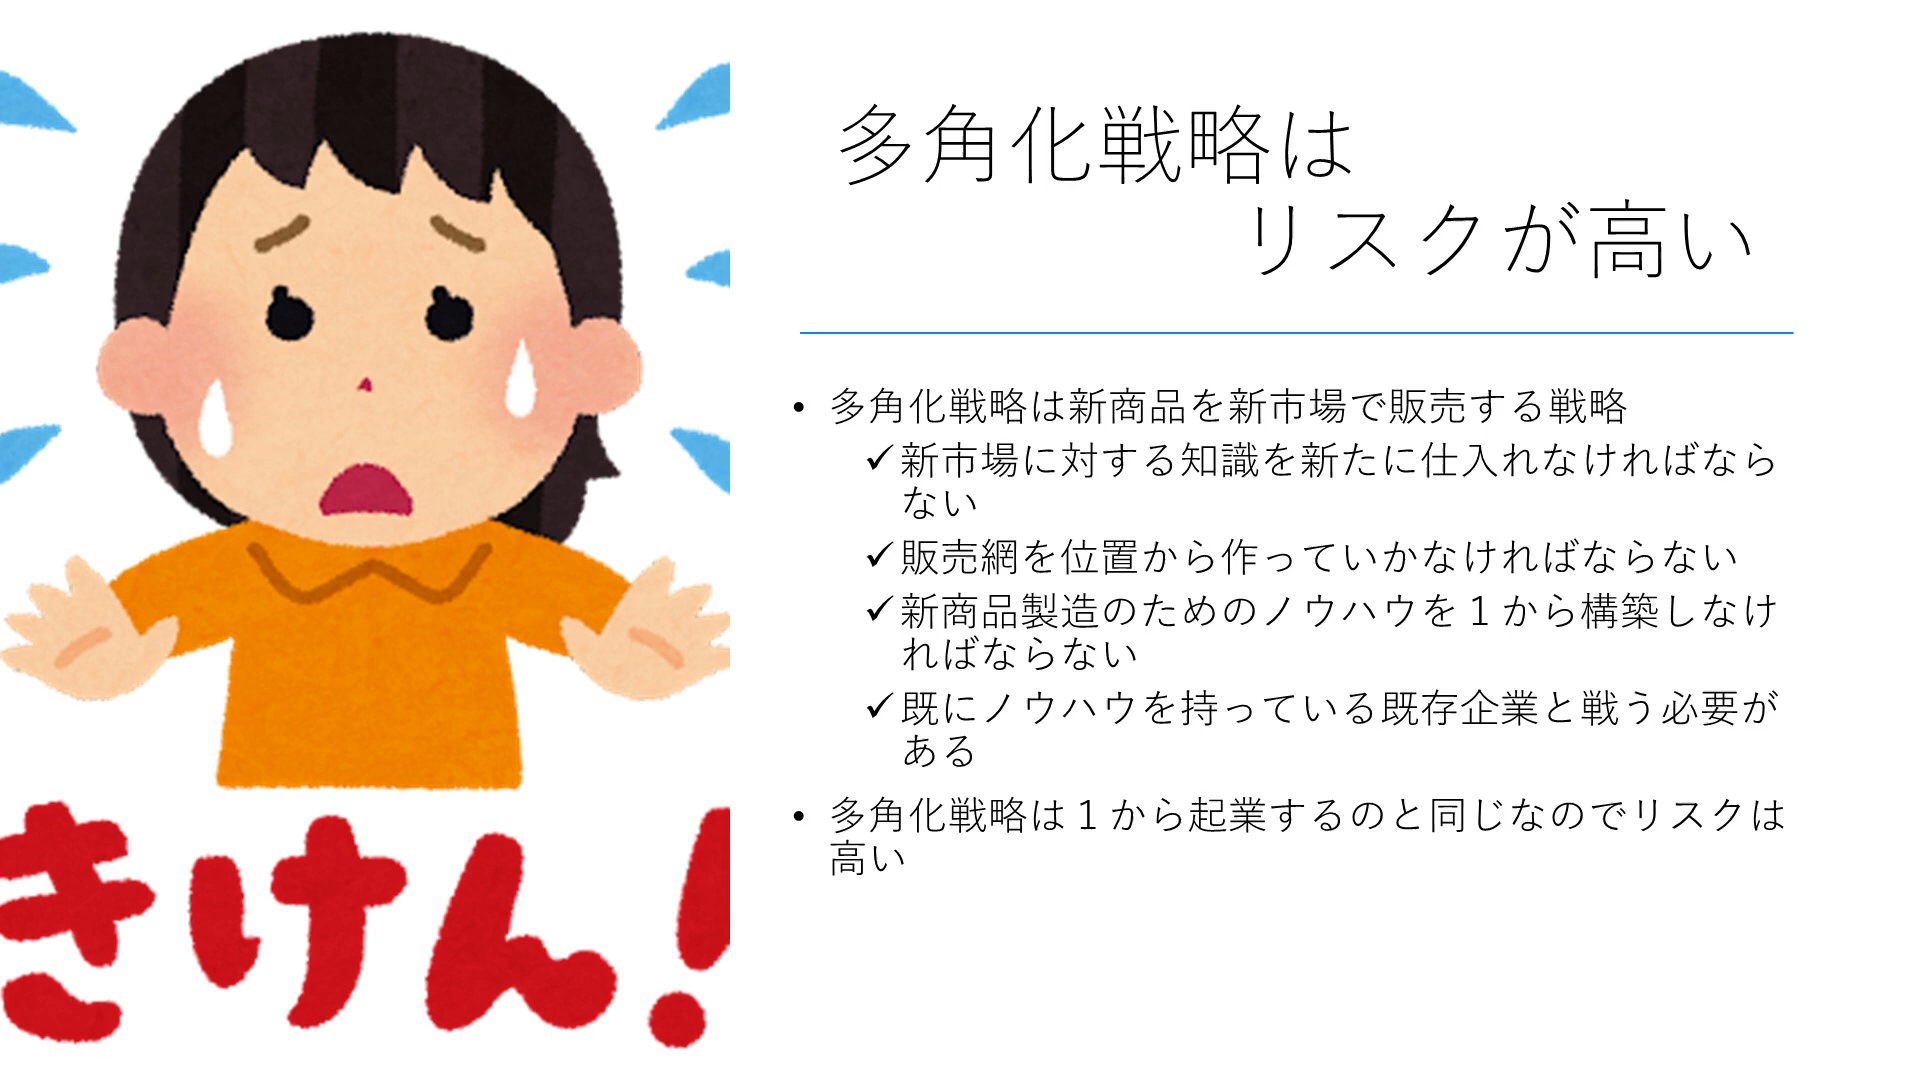 多角化戦略は
リスクが高い
• 多角化戦略は新商品を新市場で販売する戦略
✓新市場に対する知識を新たに仕入れなければなら
ない
✓販売網を位置から作っていかなければならない
✓新商品製造のためのノウハウを１から構築しなけ
ればならない
✓既にノウハウを持っている既存企業と戦う必要が
ある
• 多角化戦略は１から起業するのと同じなのでリスクは
高い
きけん!